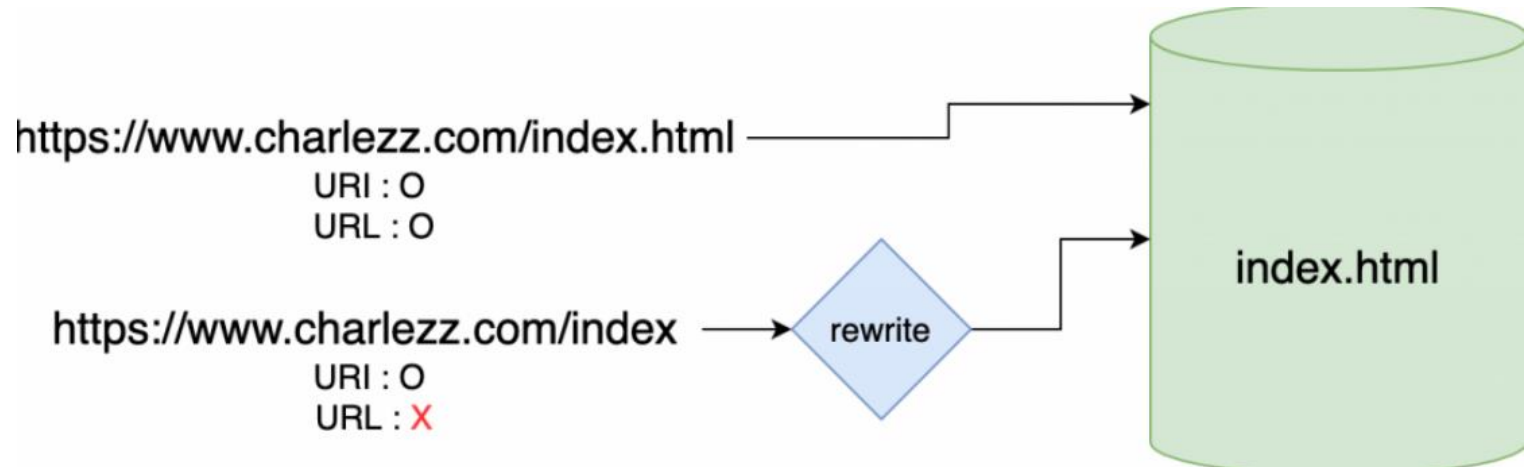 https://www.charlezz.com/index.html
URI : O
URL : O
https://www.charlezz.com/index
URI : O
URL : X
rewrite
index.html